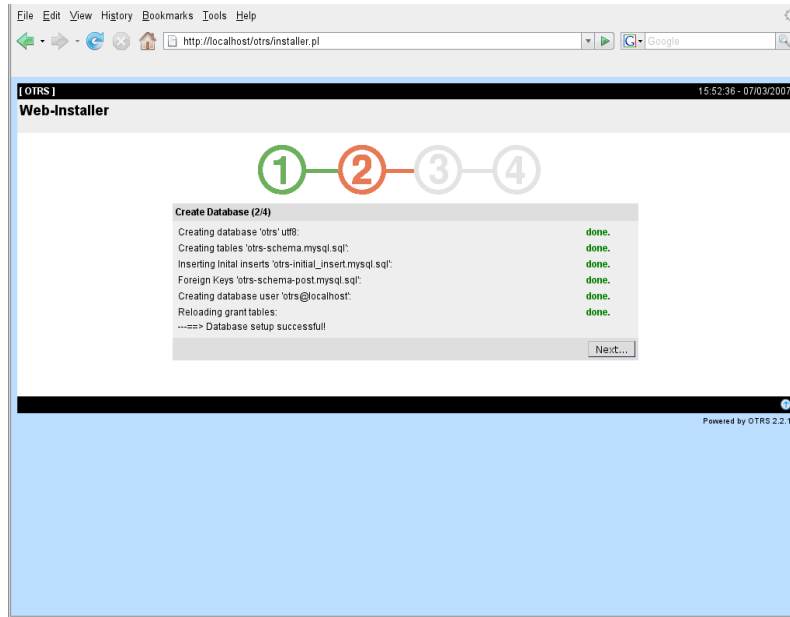 File Edit View History Bookmarks Tools Help
http://localhost/otrs/installer.pl
G Google
[ OTRS ] 15:52:36 - 07/03/2007
Web-Installer
1 2 3 4
Create Database (2/4)
Creating database 'otrs' utf8: done.
Creating tables 'otrs-schema.mysql.sql': done.
Inserting Inital inserts 'otrs-initial_insert.mysql.sql': done.
Foreign Keys 'otrs-schema-post.mysql.sql': done.
Creating database user 'otrs@localhost': done.
Reloading grant tables: done.
---==> Database setup successful!
Next...
Powered by OTRS 2.2.1